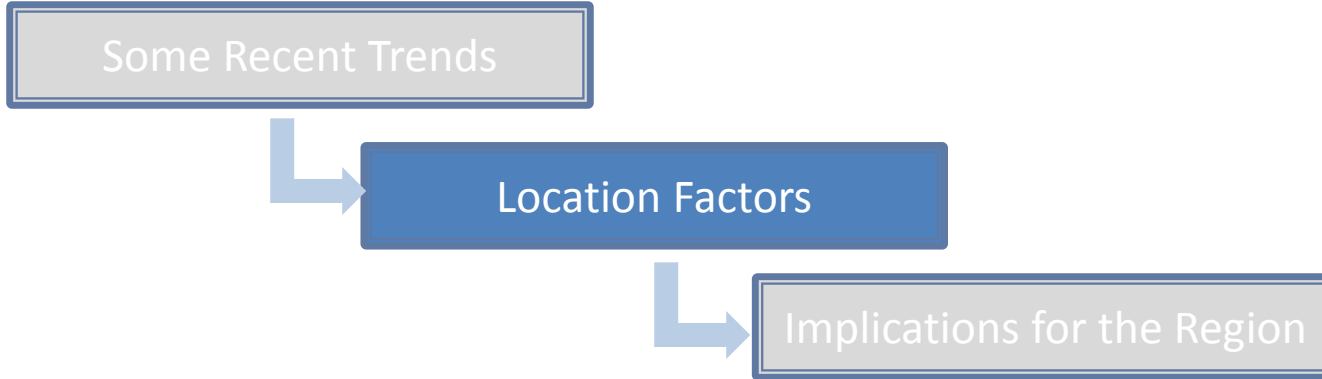 Some Recent Trends
Location Factors
Implications for the Region